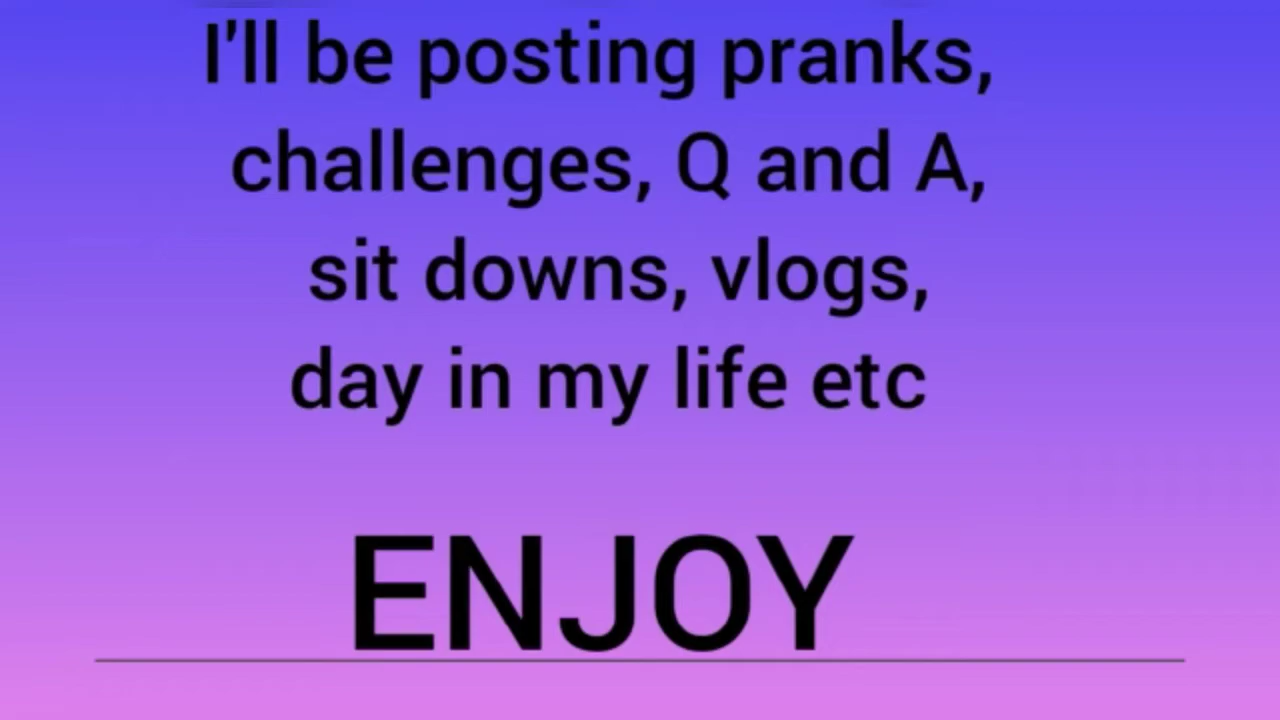 I'll be posting pranks,
challenges, Q and A,
sit downs, vlogs,
day in my life etc
ENJOY